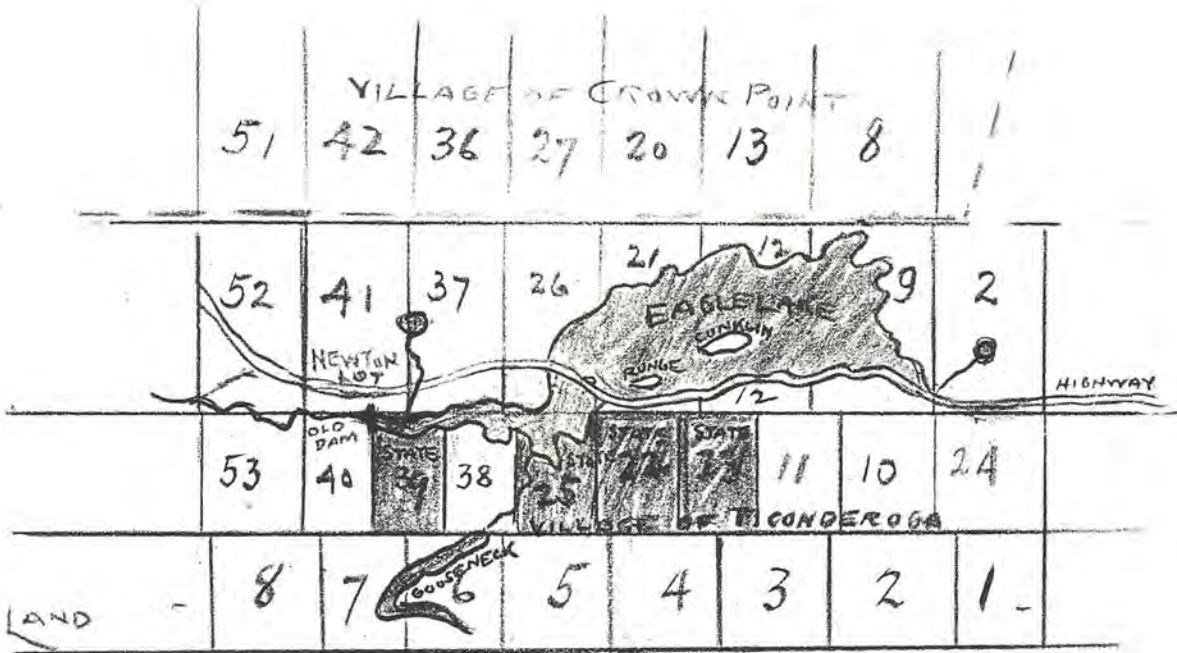 VILLAGE OF CROWN POINT
51 42 36 27 20 13 8
52 41 37 26 21 12 9 2
EAGLE LAKE
CONKLIN
RUNGE
NEWTON
LOT
12
HIGHWAY
OLD
DAM
STATE STATE STATE
53 40 39 38 25 22 11 10 24
VILLAGE OF TICONDEROGA
GOOSENECK
8 7 6 5 4 3 2 1
LAND